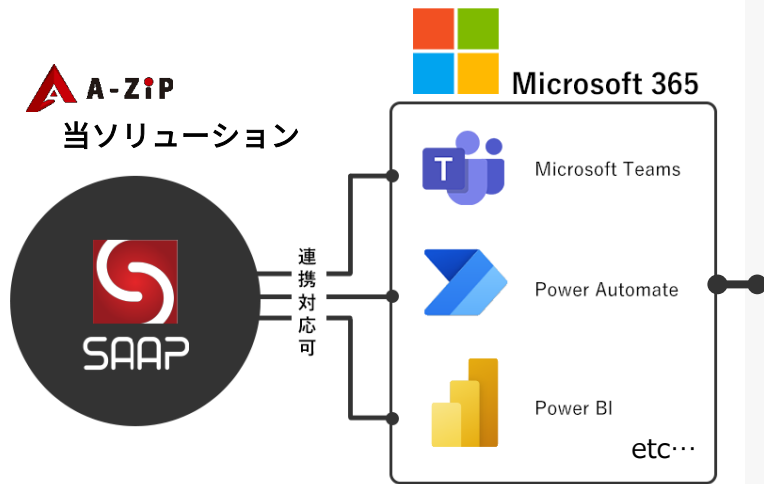 A-ZiP
当ソリューション
SAAP
連携対応可
Microsoft 365
T
Microsoft Teams
Power Automate
Power BI
etc…